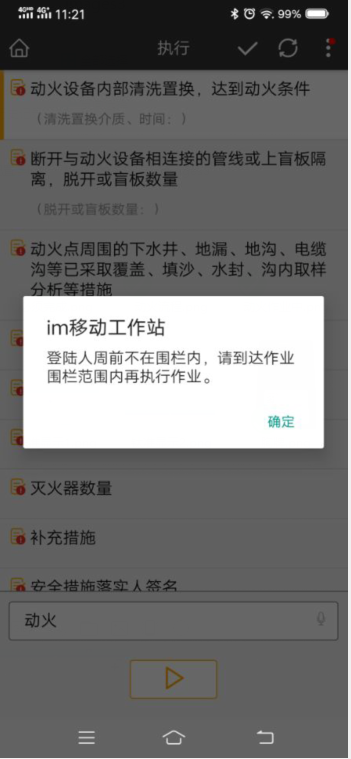 11:21
99%
执行
动火设备内部清洗置换，达到动火条件
（清洗置换介质、时间：）
断开与动火设备相连接的管线或上盲板隔
离，脱开或盲板数量
（脱开或盲板数量：）
动火点周围的下水井、地漏、地沟、电缆
沟等已采取覆盖、填沙、水封、沟内取样
分析等措施
im移动工作站
登陆人周前不在围栏内，请到达作业
围栏范围内再执行作业。
确定
灭火器数量
补充措施
安全措施落实人签名
动火